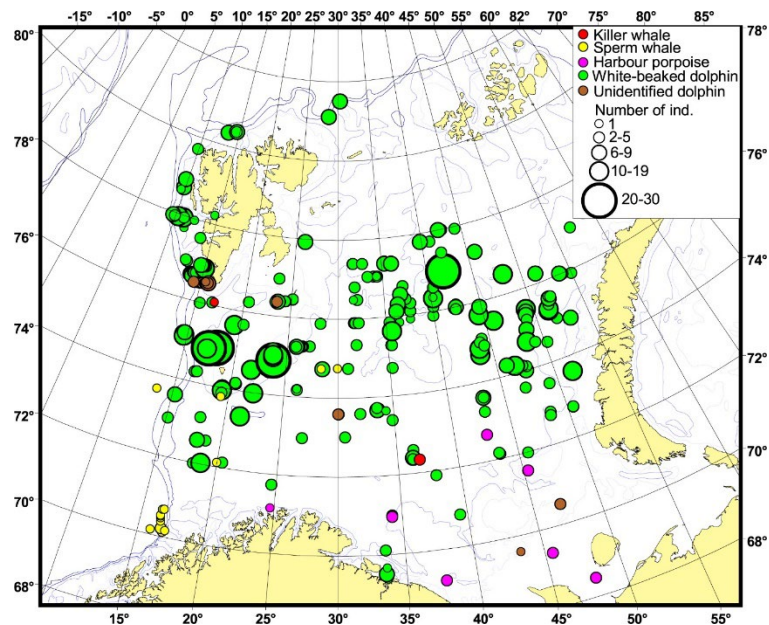 -15° -10° -5° 0° 5° 10° 15° 20° 25° 30° 35° 40° 45° 50° 55° 60° 82° 70° 75° 80° 85°
80° 78°
Killer whale
Sperm whale
Harbour porpoise
White-beaked dolphin
Unidentified dolphin
Number of ind.
1
2-5
6-9
10-19
20-30
78° 76°
76° 74°
74° 72°
72° 70°
70° 68°
68°
15° 20° 25° 30° 35° 40° 45° 50° 55°